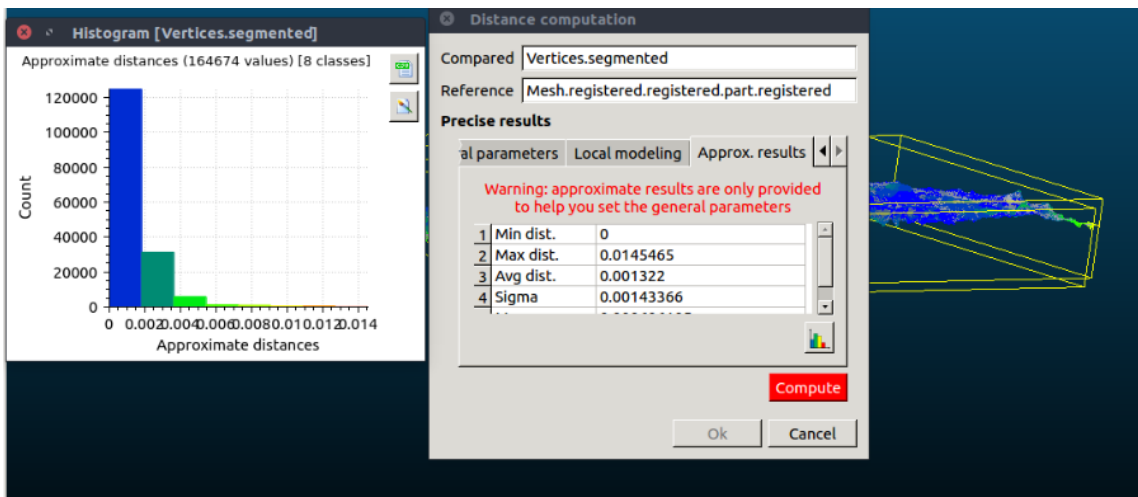 Histogram [Vertices.segmented]
Approximate distances (164674 values) [8 classes]
120000
100000
80000
60000
40000
20000
0
Count
0 0.002 0.004 0.006 0.008 0.010 0.012 0.014
Approximate distances
Distance computation
Compared Vertices.segmented
Reference Mesh.registered.registered.part.registered
Precise results
al parameters Local modeling Approx. results
Warning: approximate results are only provided
to help you set the general parameters
1 Min dist. 0
2 Max dist. 0.0145465
3 Avg dist. 0.001322
4 Sigma 0.00143366
Compute
Ok Cancel